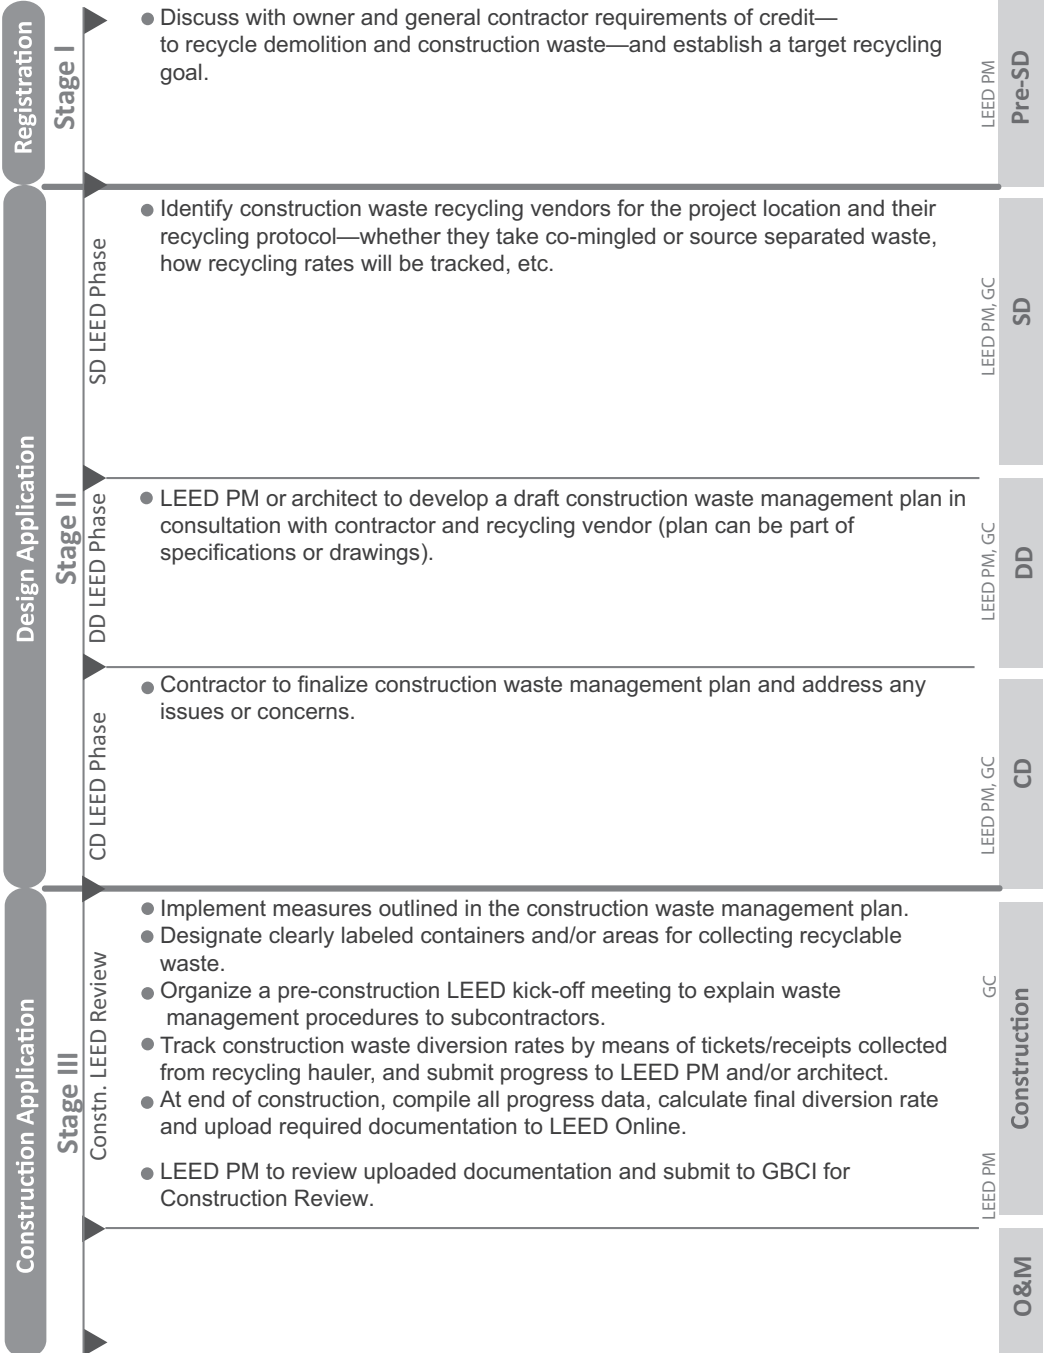 Registration
Stage I
• Discuss with owner and general contractor requirements of credit—
to recycle demolition and construction waste—and establish a target recycling
goal.
LEED PM
Pre-SD
Design Application
Stage II
SD LEED Phase
• Identify construction waste recycling vendors for the project location and their
recycling protocol—whether they take co-mingled or source separated waste,
how recycling rates will be tracked, etc.
LEED PM, GC
SD
DD LEED Phase
• LEED PM or architect to develop a draft construction waste management plan in
consultation with contractor and recycling vendor (plan can be part of
specifications or drawings).
LEED PM, GC
DD
CD LEED Phase
• Contractor to finalize construction waste management plan and address any
issues or concerns.
LEED PM, GC
CD
Construction Application
Stage III
Constn. LEED Review
• Implement measures outlined in the construction waste management plan.
• Designate clearly labeled containers and/or areas for collecting recyclable
waste.
• Organize a pre-construction LEED kick-off meeting to explain waste
management procedures to subcontractors.
• Track construction waste diversion rates by means of tickets/receipts collected
from recycling hauler, and submit progress to LEED PM and/or architect.
• At end of construction, compile all progress data, calculate final diversion rate
and upload required documentation to LEED Online.
• LEED PM to review uploaded documentation and submit to GBCI for
Construction Review.
GC
LEED PM
Construction
O&M